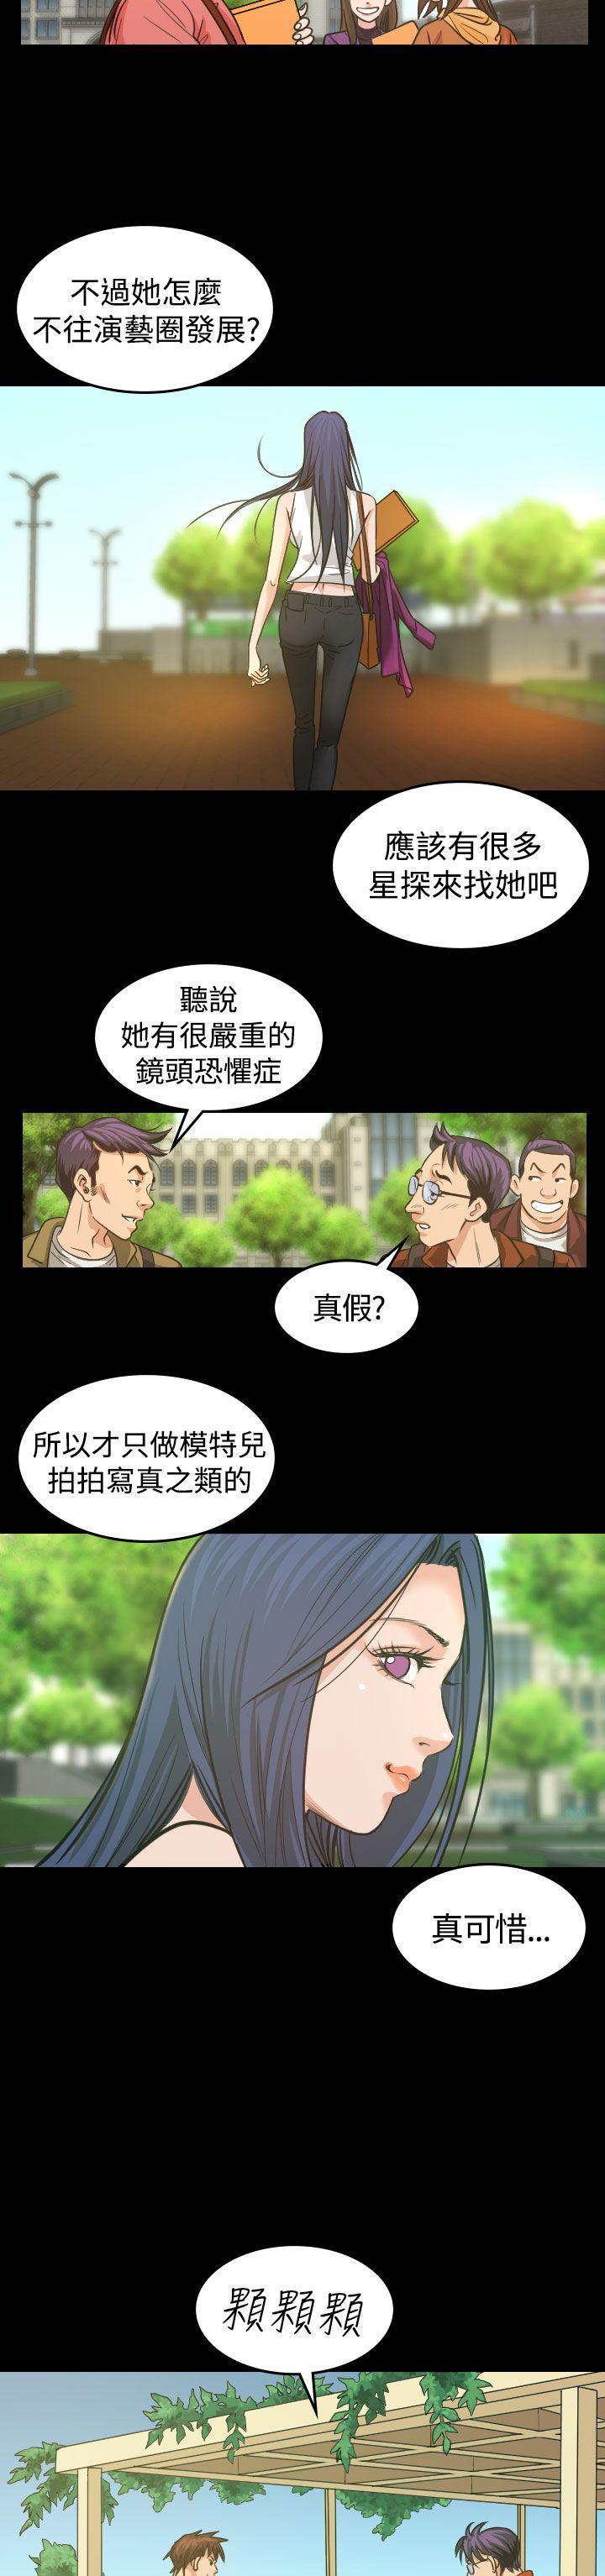 不過她怎麼
不往演藝圈發展?
應該有很多
星探來找她吧
聽說
她有很嚴重的
鏡頭恐懼症
真假?
所以才只做模特兒
拍拍寫真之類的
真可惜...
顆顆顆